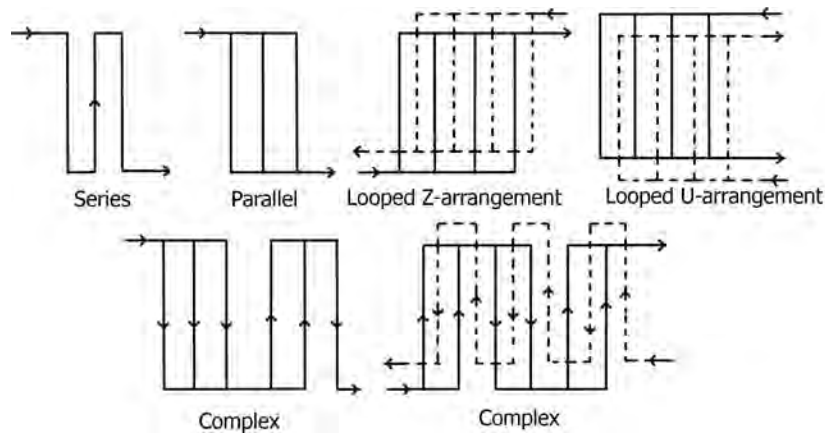 Series
Parallel
Looped Z-arrangement
Looped U-arrangement
Complex
Complex